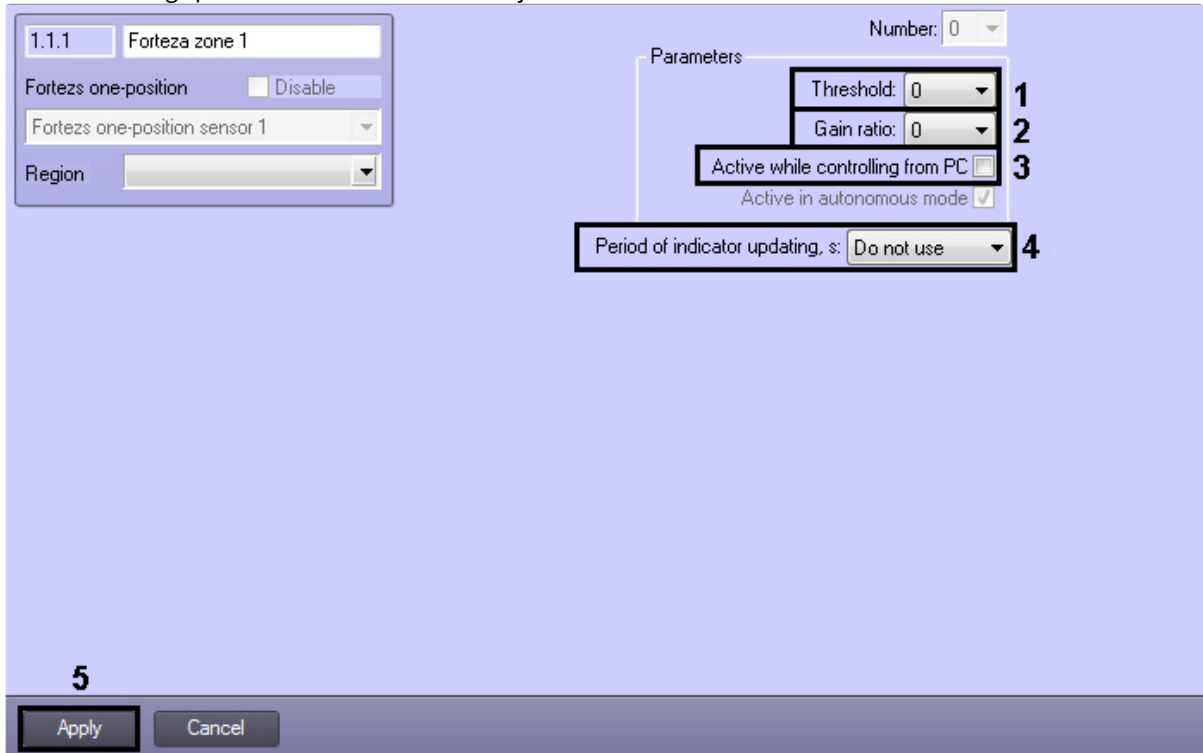 1.1.1 Forteza zone 1
Fortezs one-position Disable
Fortezs one-position sensor 1
Region
Number: 0
Parameters
Threshold: 0 1
Gain ratio: 0 2
Active while controlling from PC 3
Active in autonomous mode
Period of indicator updating, s: Do not use 4
5
Apply Cancel